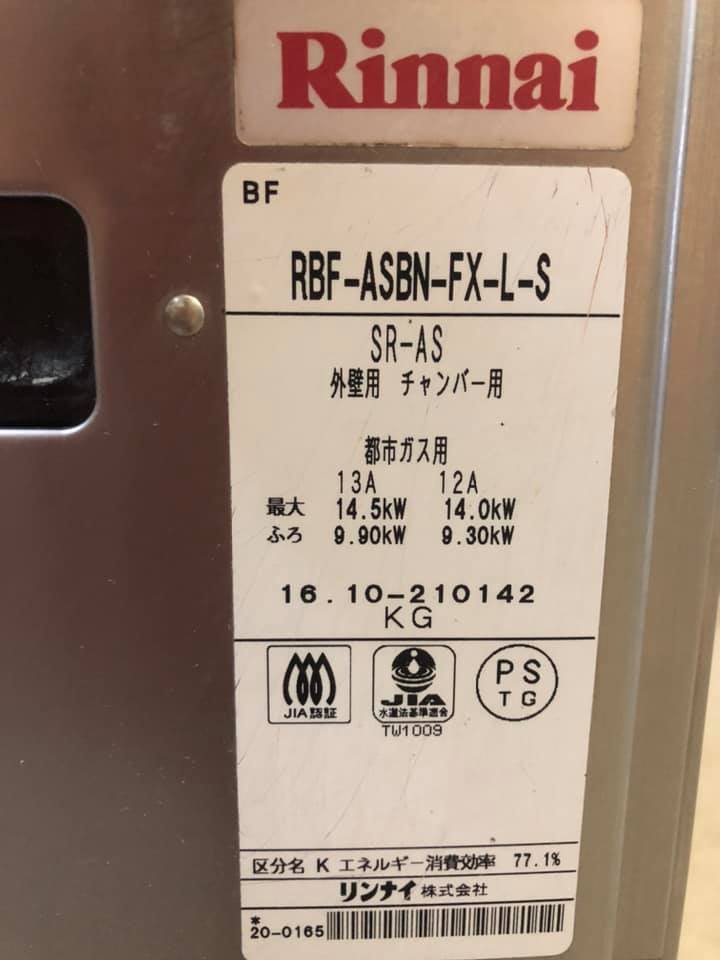 Rinnai
BF
RBF-ASBN-FX-L-S
SR-AS
外壁用 チャンバー用
都市ガス用
13A 12A
最大 14.5kW 14.0kW
ふろ 9.90kW 9.30kW
16.10-210142
KG
JIA認証
JIA
水道法基準適合
TW1009
PS
TG
区分名 K エネルギー消費効率 77.1%
リンナイ株式会社
*
20-0165